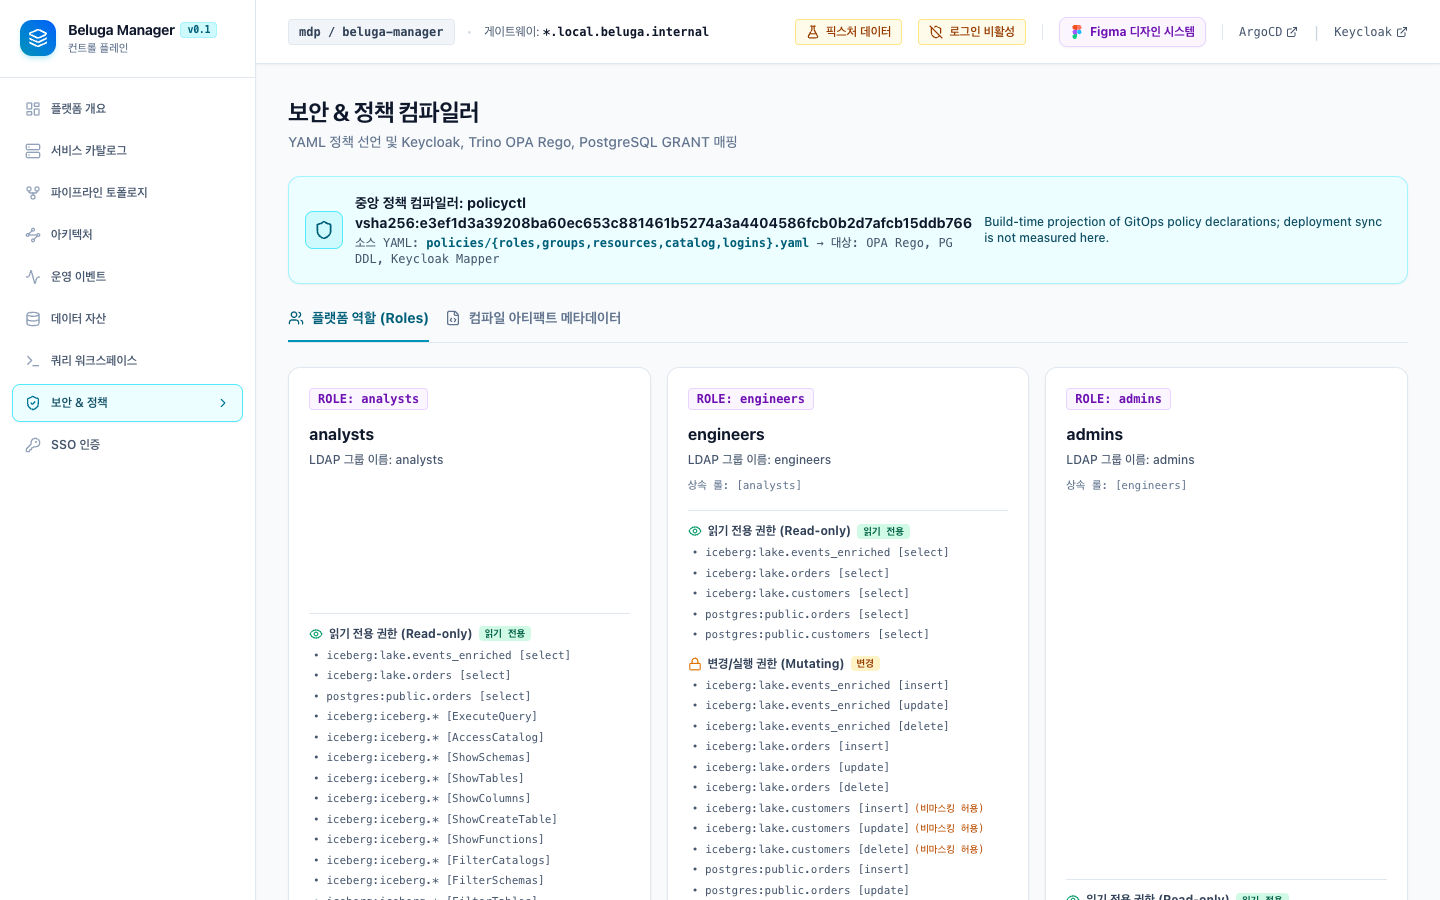 Beluga Manager v0.1
컨트롤 플레인
플랫폼 개요
서비스 카탈로그
파이프라인 토폴로지
아키텍처
운영 이벤트
데이터 자산
쿼리 워크스페이스
보안 & 정책
SSO 인증
mdp / beluga-manager
게이트웨이: *.local.beluga.internal
픽스처 데이터
로그인 비활성
Figma 디자인 시스템
ArgoCD
Keycloak
보안 & 정책 컴파일러
YAML 정책 선언 및 Keycloak, Trino OPA Rego, PostgreSQL GRANT 매핑
중앙 정책 컴파일러: policyctl
vsha256:e3ef1d3a39208ba60ec653c881461b5274a3a4404586fcb0b2d7afcb15ddb766
소스 YAML: policies/{roles,groups,resources,catalog,logins}.yaml → 대상: OPA Rego, PG
DDL, Keycloak Mapper
Build-time projection of GitOps policy declarations; deployment sync
is not measured here.
플랫폼 역할 (Roles)
컴파일 아티팩트 메타데이터
ROLE: analysts
analysts
LDAP 그룹 이름: analysts
읽기 전용 권한 (Read-only) 읽기 전용
• iceberg:lake.events_enriched [select]
• iceberg:lake.orders [select]
• postgres:public.orders [select]
• iceberg:iceberg.* [ExecuteQuery]
• iceberg:iceberg.* [AccessCatalog]
• iceberg:iceberg.* [ShowSchemas]
• iceberg:iceberg.* [ShowTables]
• iceberg:iceberg.* [ShowColumns]
• iceberg:iceberg.* [ShowCreateTable]
• iceberg:iceberg.* [ShowFunctions]
• iceberg:iceberg.* [FilterCatalogs]
• iceberg:iceberg.* [FilterSchemas]
• iceberg:iceberg.* [FilterTables]
ROLE: engineers
engineers
LDAP 그룹 이름: engineers
상속 롤: [analysts]
읽기 전용 권한 (Read-only) 읽기 전용
• iceberg:lake.events_enriched [select]
• iceberg:lake.orders [select]
• iceberg:lake.customers [select]
• postgres:public.orders [select]
• postgres:public.customers [select]
변경/실행 권한 (Mutating) 변경
• iceberg:lake.events_enriched [insert]
• iceberg:lake.events_enriched [update]
• iceberg:lake.events_enriched [delete]
• iceberg:lake.orders [insert]
• iceberg:lake.orders [update]
• iceberg:lake.orders [delete]
• iceberg:lake.customers [insert] (비마스킹 허용)
• iceberg:lake.customers [update] (비마스킹 허용)
• iceberg:lake.customers [delete] (비마스킹 허용)
• postgres:public.orders [insert]
• postgres:public.orders [update]
ROLE: admins
admins
LDAP 그룹 이름: admins
상속 롤: [engineers]
읽기 전용 권한 (Read-only) 읽기 전용